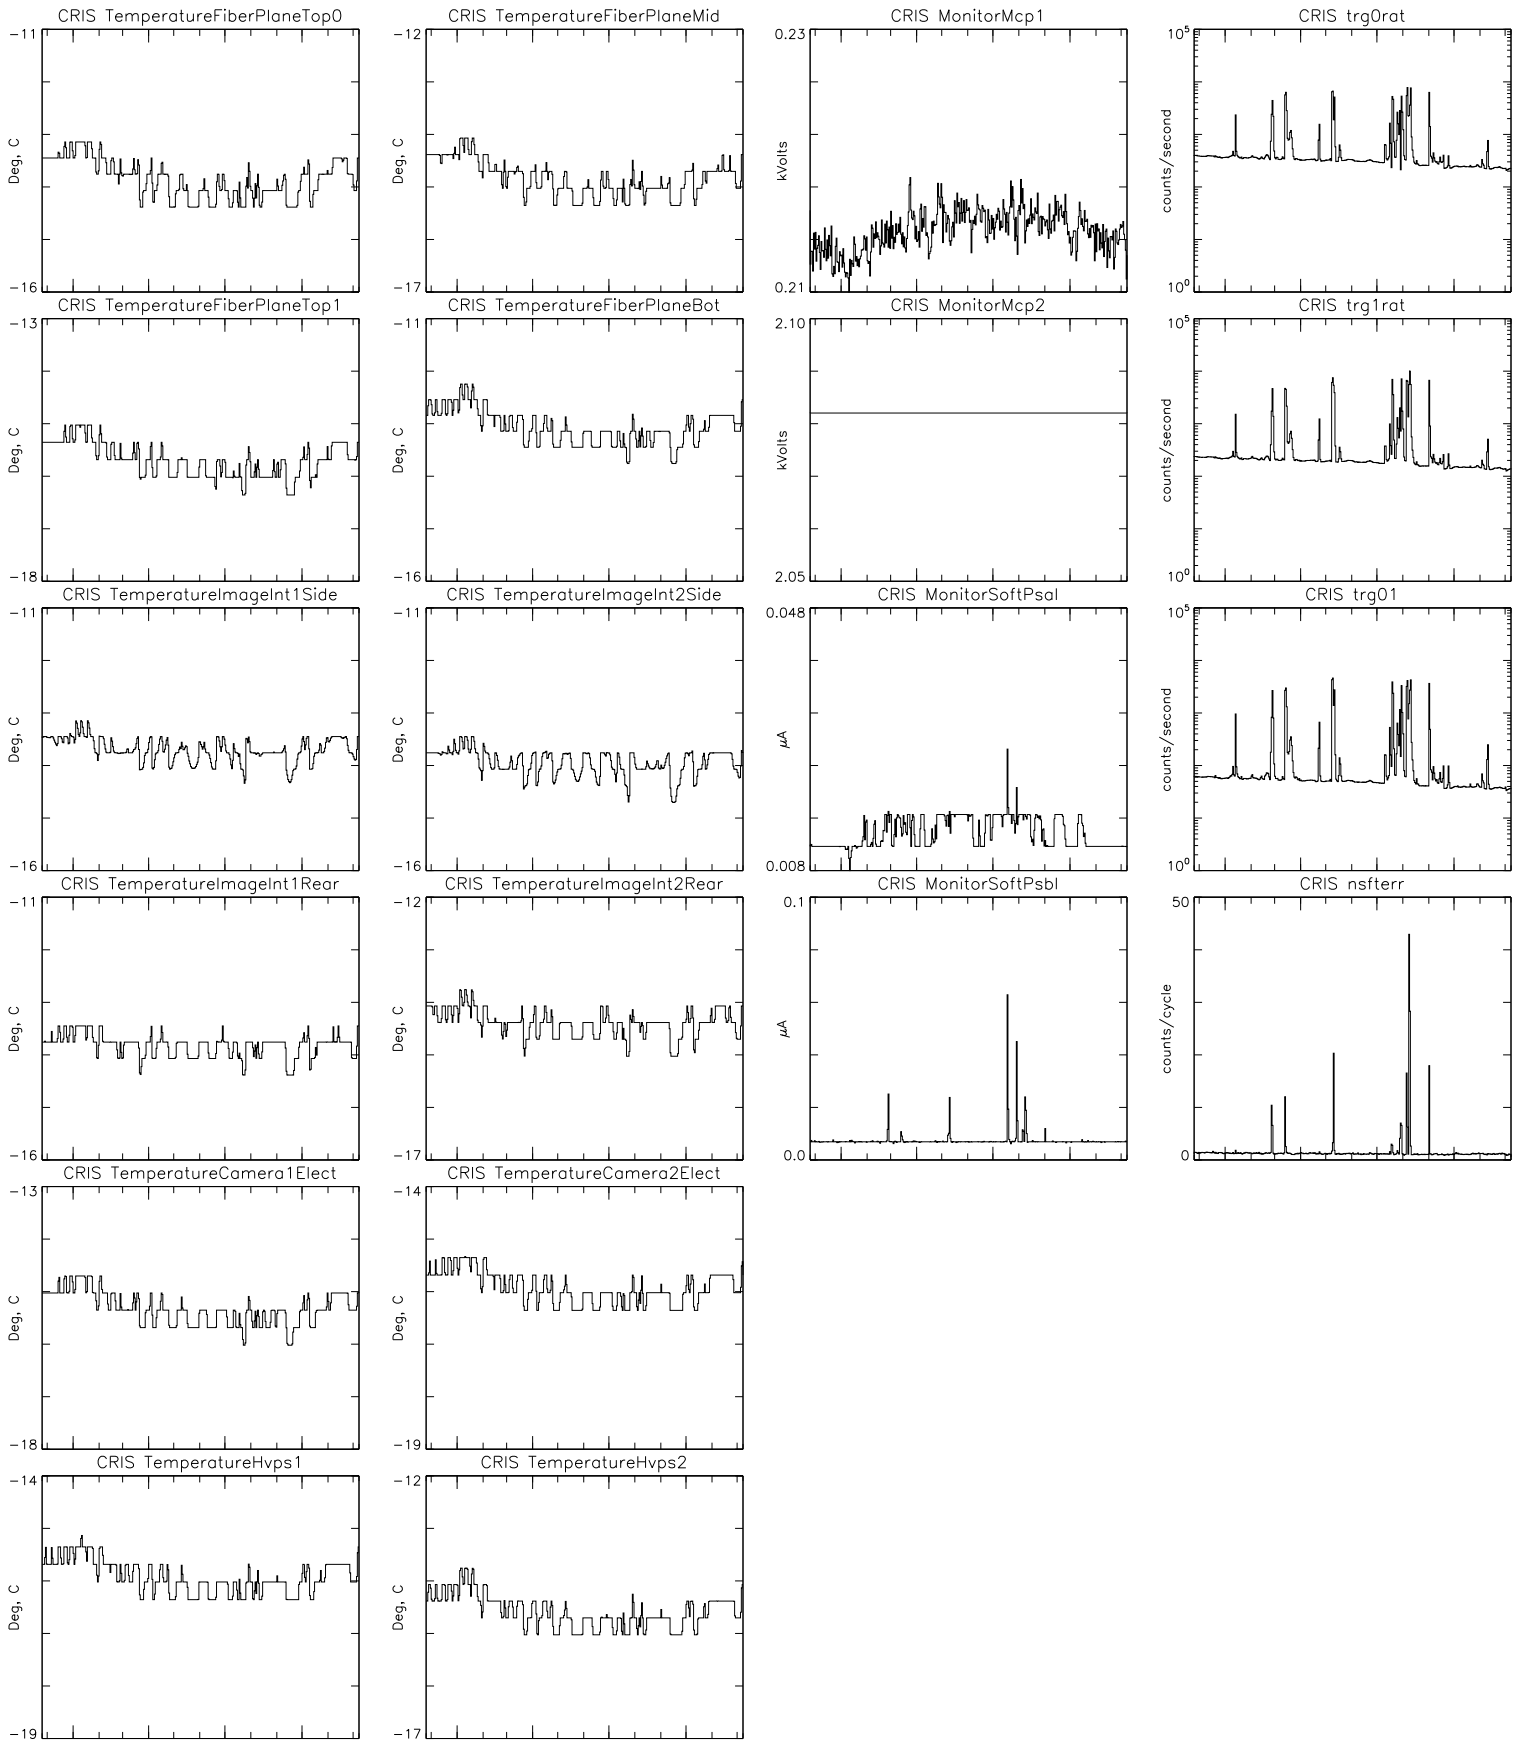 CRIS TemperatureFiberPlaneTop0
-11
Deg, C
-16
CRIS TemperatureFiberPlaneMid
-12
Deg, C
-17
CRIS MonitorMcp1
0.23
kVolts
0.21
CRIS trg0rat
10^5
counts/second
10^0
CRIS TemperatureFiberPlaneTop1
-13
Deg, C
-18
CRIS TemperatureFiberPlaneBot
-11
Deg, C
-16
CRIS MonitorMcp2
2.10
kVolts
2.05
CRIS trg1rat
10^5
counts/second
10^0
CRIS TemperatureImageInt1Side
-11
Deg, C
-16
CRIS TemperatureImageInt2Side
-11
Deg, C
-16
CRIS MonitorSoftPsaI
0.048
μA
0.008
CRIS trg01
10^5
counts/second
10^0
CRIS TemperatureImageInt1Rear
-11
Deg, C
-16
CRIS TemperatureImageInt2Rear
-12
Deg, C
-17
CRIS MonitorSoftPsbI
0.1
μA
0.0
CRIS nsfterr
50
counts/cycle
0
CRIS TemperatureCamera1Elect
-13
Deg, C
-18
CRIS TemperatureCamera2Elect
-14
Deg, C
-19
CRIS TemperatureHvps1
-14
Deg, C
-19
CRIS TemperatureHvps2
-12
Deg, C
-17